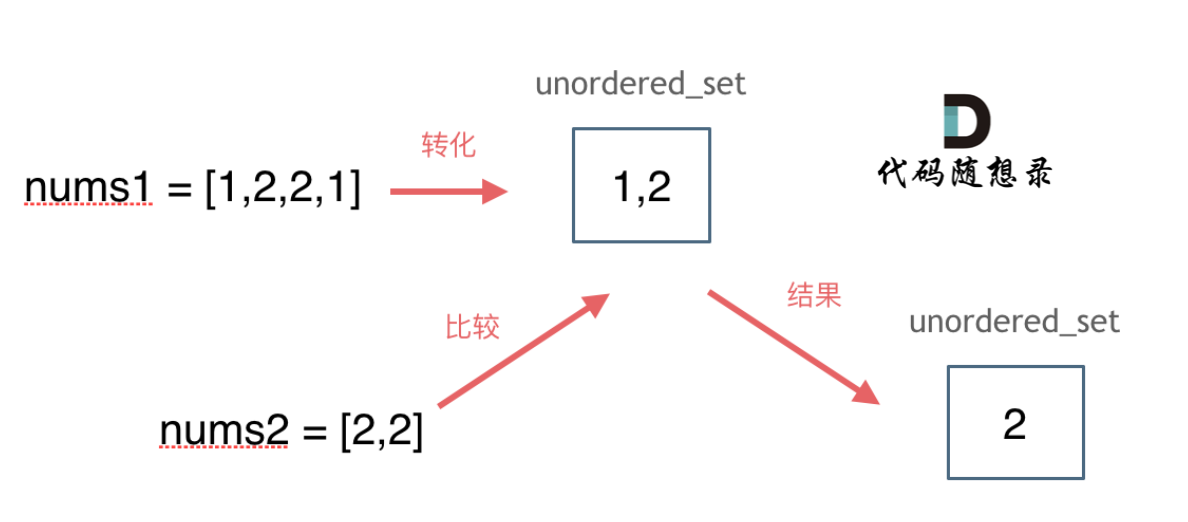 unordered_set
转化
nums1 = [1,2,2,1]
1,2
代码随想录
结果
比较
unordered_set
nums2 = [2,2]
2